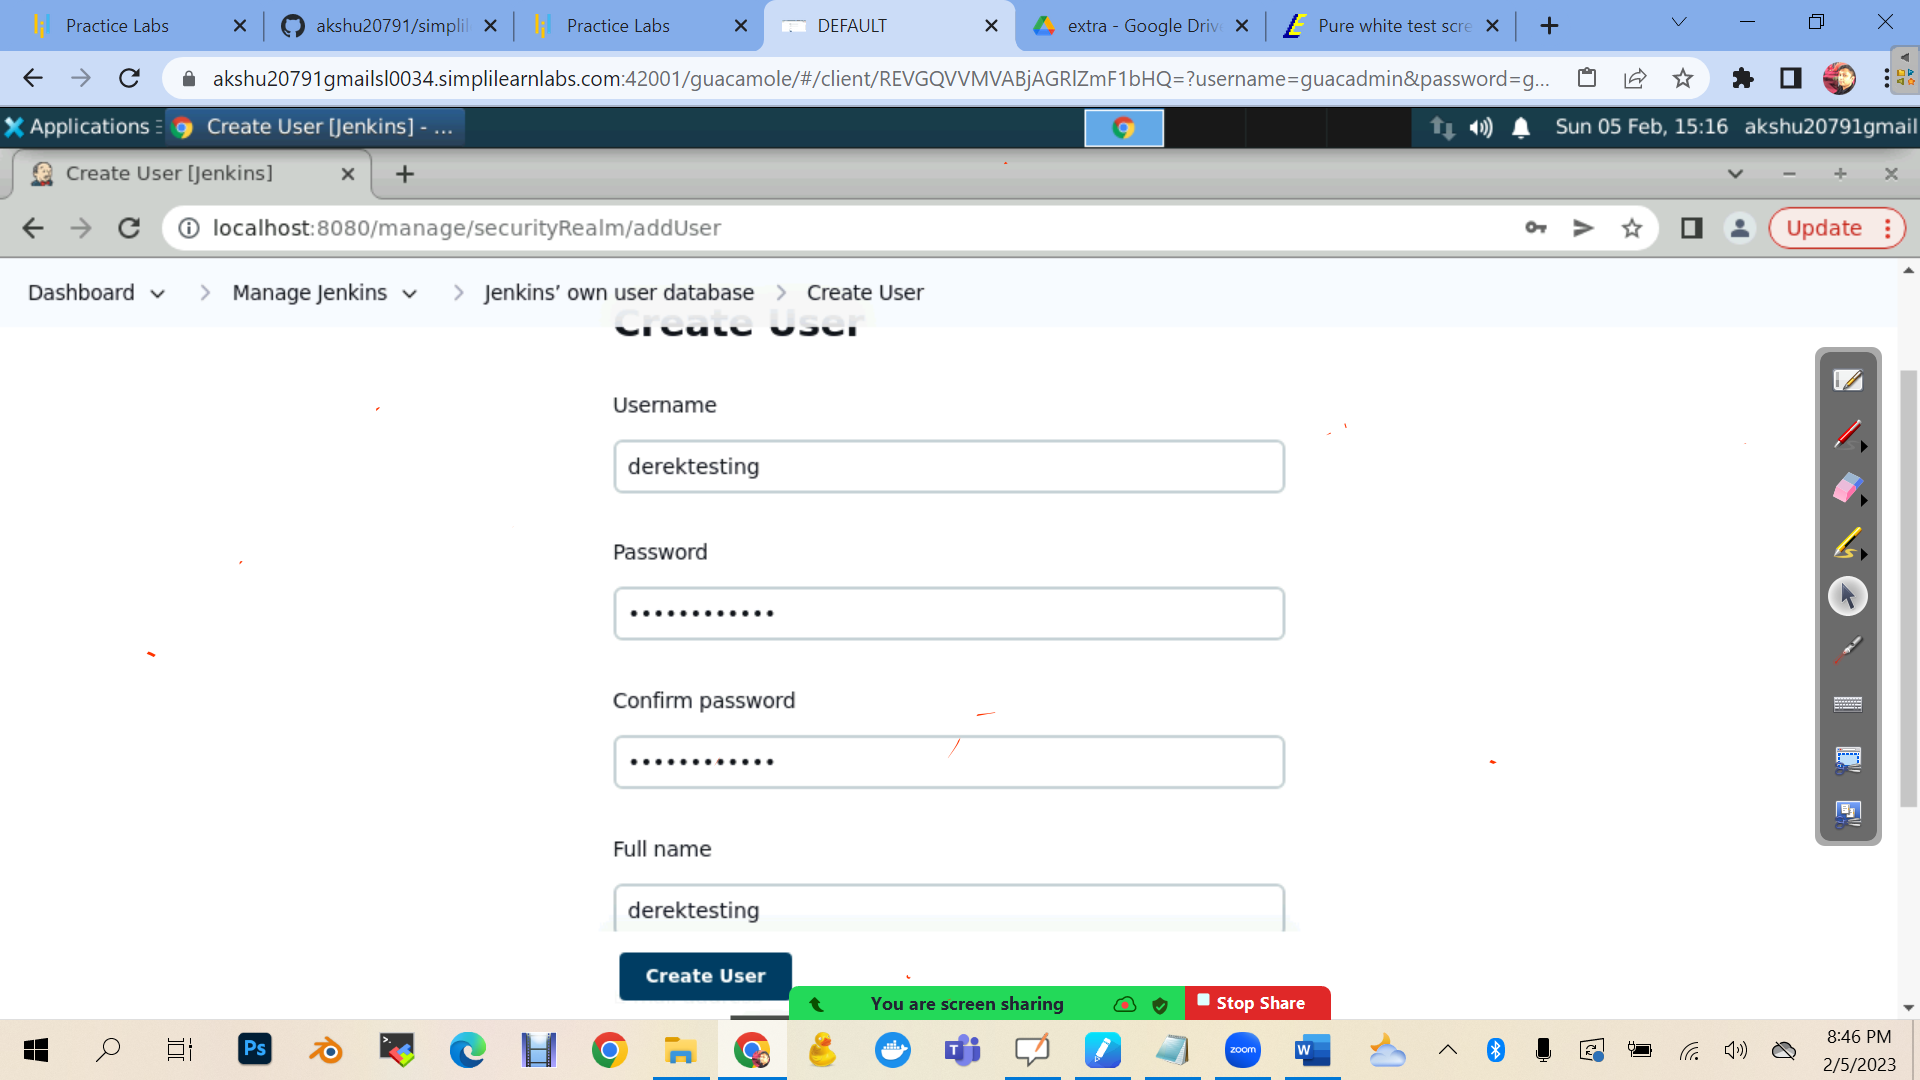 Practice Labs
akshu20791/simplil
Practice Labs
DEFAULT
extra - Google Drive
Pure white test scre
akshu20791gmailsl0034.simplilearnlabs.com:42001/guacamole/#/client/REVGQVVMVABjAGRlZmF1bHQ=?username=guacadmin&password=g...
Applications
Create User [Jenkins] - ...
Sun 05 Feb, 15:16
akshu20791gmail
Create User [Jenkins]
localhost:8080/manage/securityRealm/addUser
Update
Dashboard
Manage Jenkins
Jenkins’ own user database
Create User
Create User
Username
derektesting
Password
••••••••••••
Confirm password
••••••••••••
Full name
derektesting
Create User
You are screen sharing
Stop Share
Ps
T
zoom
W
8:46 PM
2/5/2023